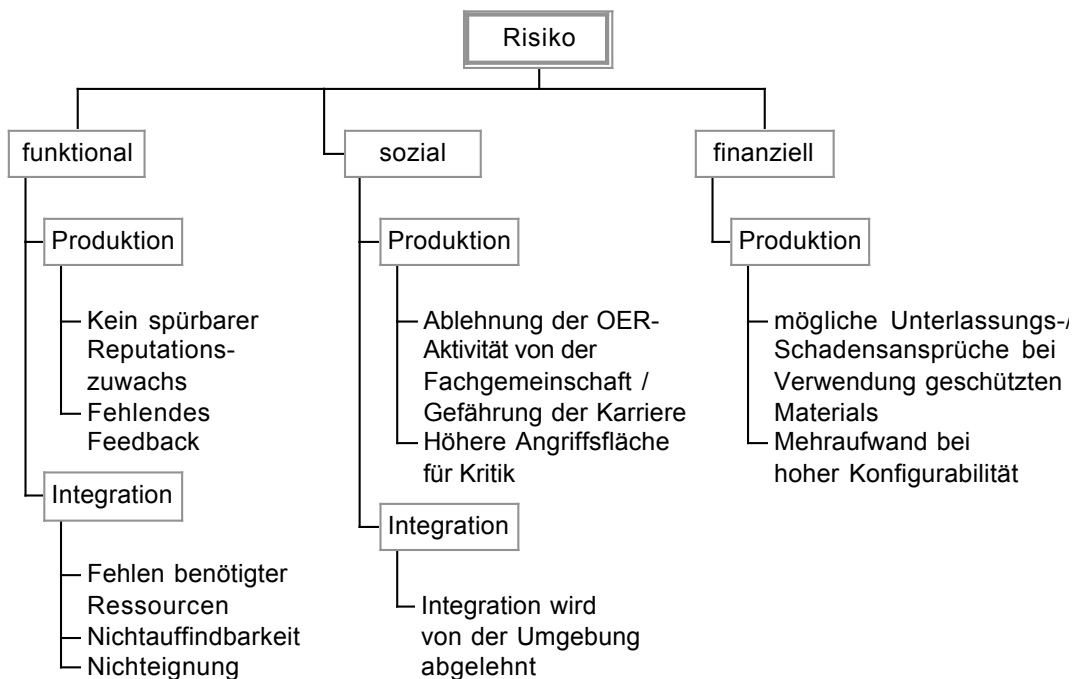 Risiko
funktional
Produktion
Kein spürbarer
Reputations-
zuwachs
Fehlendes
Feedback
Integration
Fehlen benötigter
Ressourcen
Nichtauffindbarkeit
Nichteignung
sozial
Produktion
Ablehnung der OER-
Aktivität von der
Fachgemeinschaft /
Gefährung der Karriere
Höhere Angriffsfläche
für Kritik
Integration
Integration wird
von der Umgebung
abgelehnt
finanziell
Produktion
mögliche Unterlassungs-/
Schadensansprüche bei
Verwendung geschützten
Materials
Mehraufwand bei
hoher Konfigurabilität